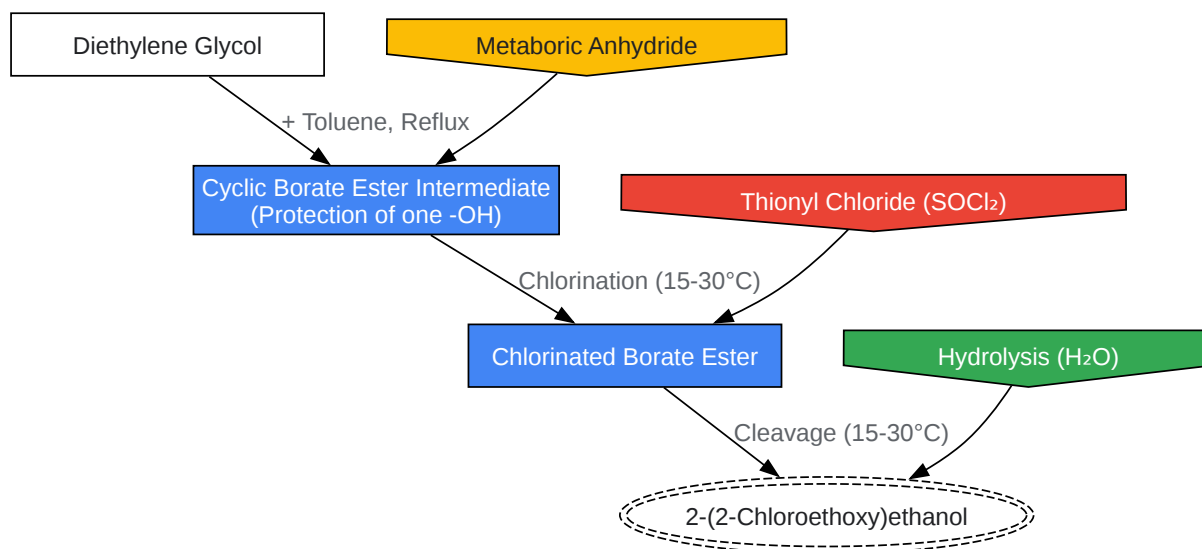 Diethylene Glycol
Metaboric Anhydride
+ Toluene, Reflux
Cyclic Borate Ester Intermediate
(Protection of one -OH)
Thionyl Chloride (SOCl₂)
Chlorination (15-30°C)
Chlorinated Borate Ester
Hydrolysis (H₂O)
Cleavage (15-30°C)
2-(2-Chloroethoxy)ethanol